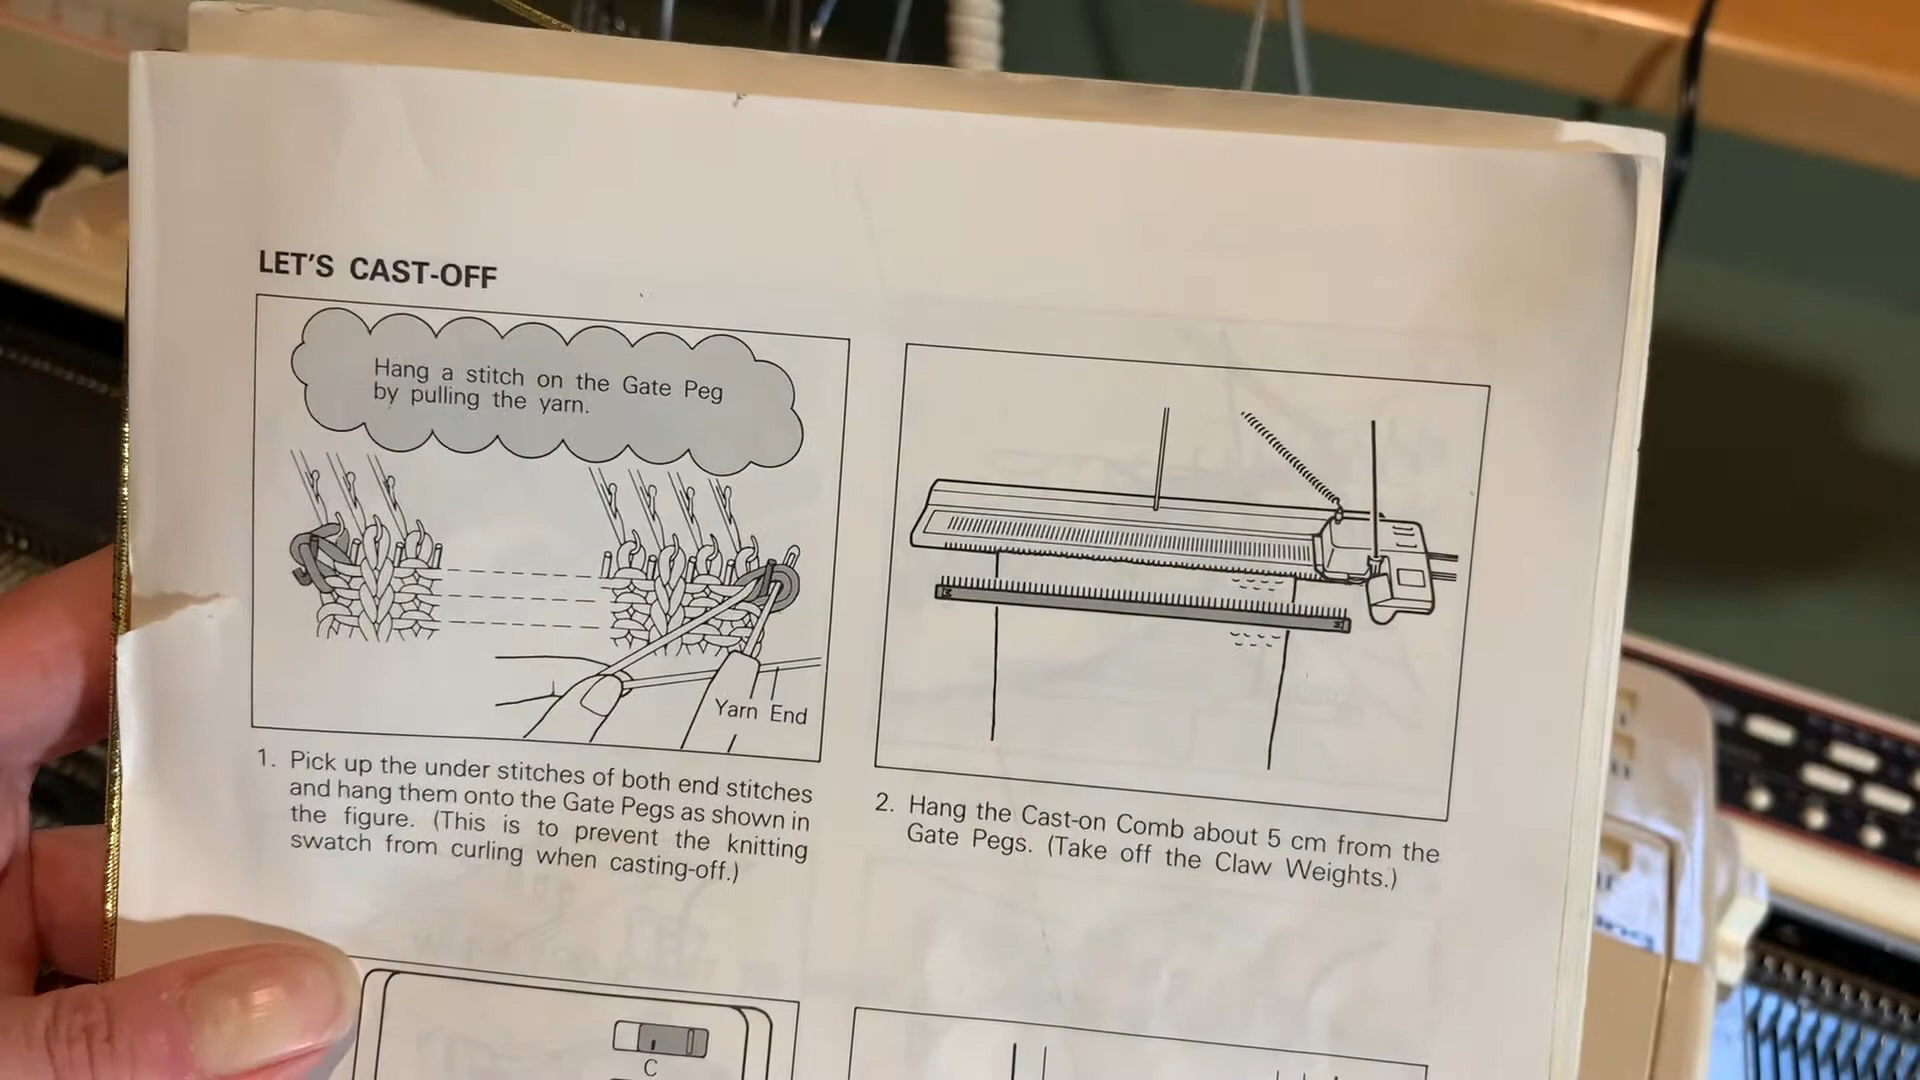 LET'S CAST-OFF
Hang a stitch on the Gate Peg
by pulling the yarn.
Yarn End
1. Pick up the under stitches of both end stitches
and hang them onto the Gate Pegs as shown in
the figure. (This is to prevent the knitting
swatch from curling when casting-off.)
2. Hang the Cast-on Comb about 5 cm from the
Gate Pegs. (Take off the Claw Weights.)
C